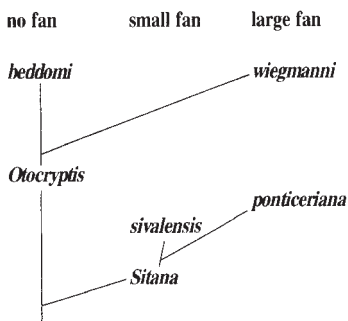 no fan small fan large fan
beddomi wiegmanni
Otocryptis
ponticeriana
sivalensis
Sitana